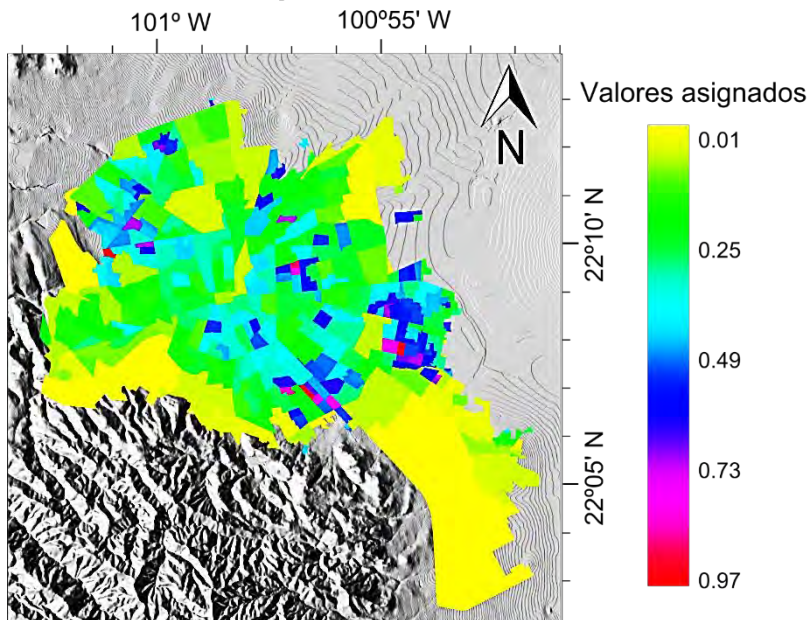 101º W
100º55' W
Valores asignados
N
0.01
22º10' N
0.25
0.49
0.73
22º05' N
0.97